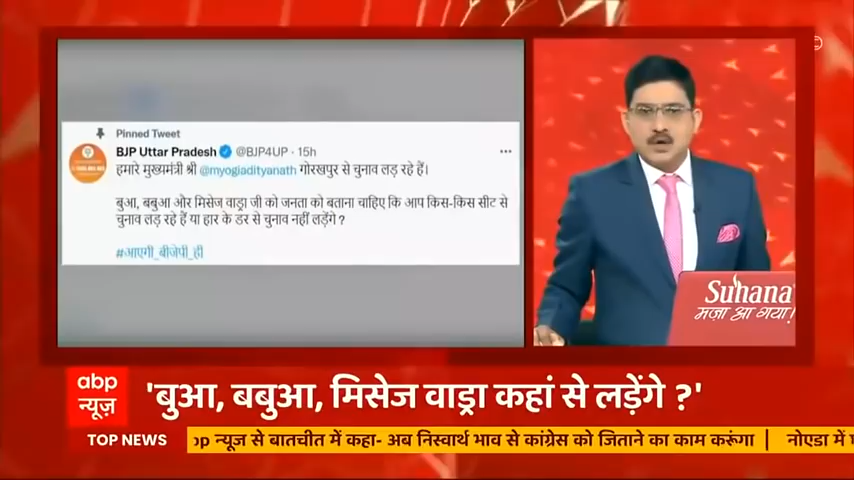 Pinned Tweet
BJP Uttar Pradesh @BJP4UP · 15h
हमारे मुख्यमंत्री श्री @myogiadityanath गोरखपुर से चुनाव लड़ रहे हैं।
बुआ, बबुआ और मिसेज वाड्रा जी को जनता को बताना चाहिए कि आप किस-किस सीट से
चुनाव लड़ रहे हैं या हार के डर से चुनाव नहीं लड़ेंगे ?
#आएगी_बीजेपी_ही
Suhana
मज़ा आ गया!
abp
न्यूज़
'बुआ, बबुआ, मिसेज वाड्रा कहां से लड़ेंगे ?'
TOP NEWS
bp न्यूज से बातचीत में कहा- अब निस्वार्थ भाव से कांग्रेस को जिताने का काम करूंगा | नोएडा में